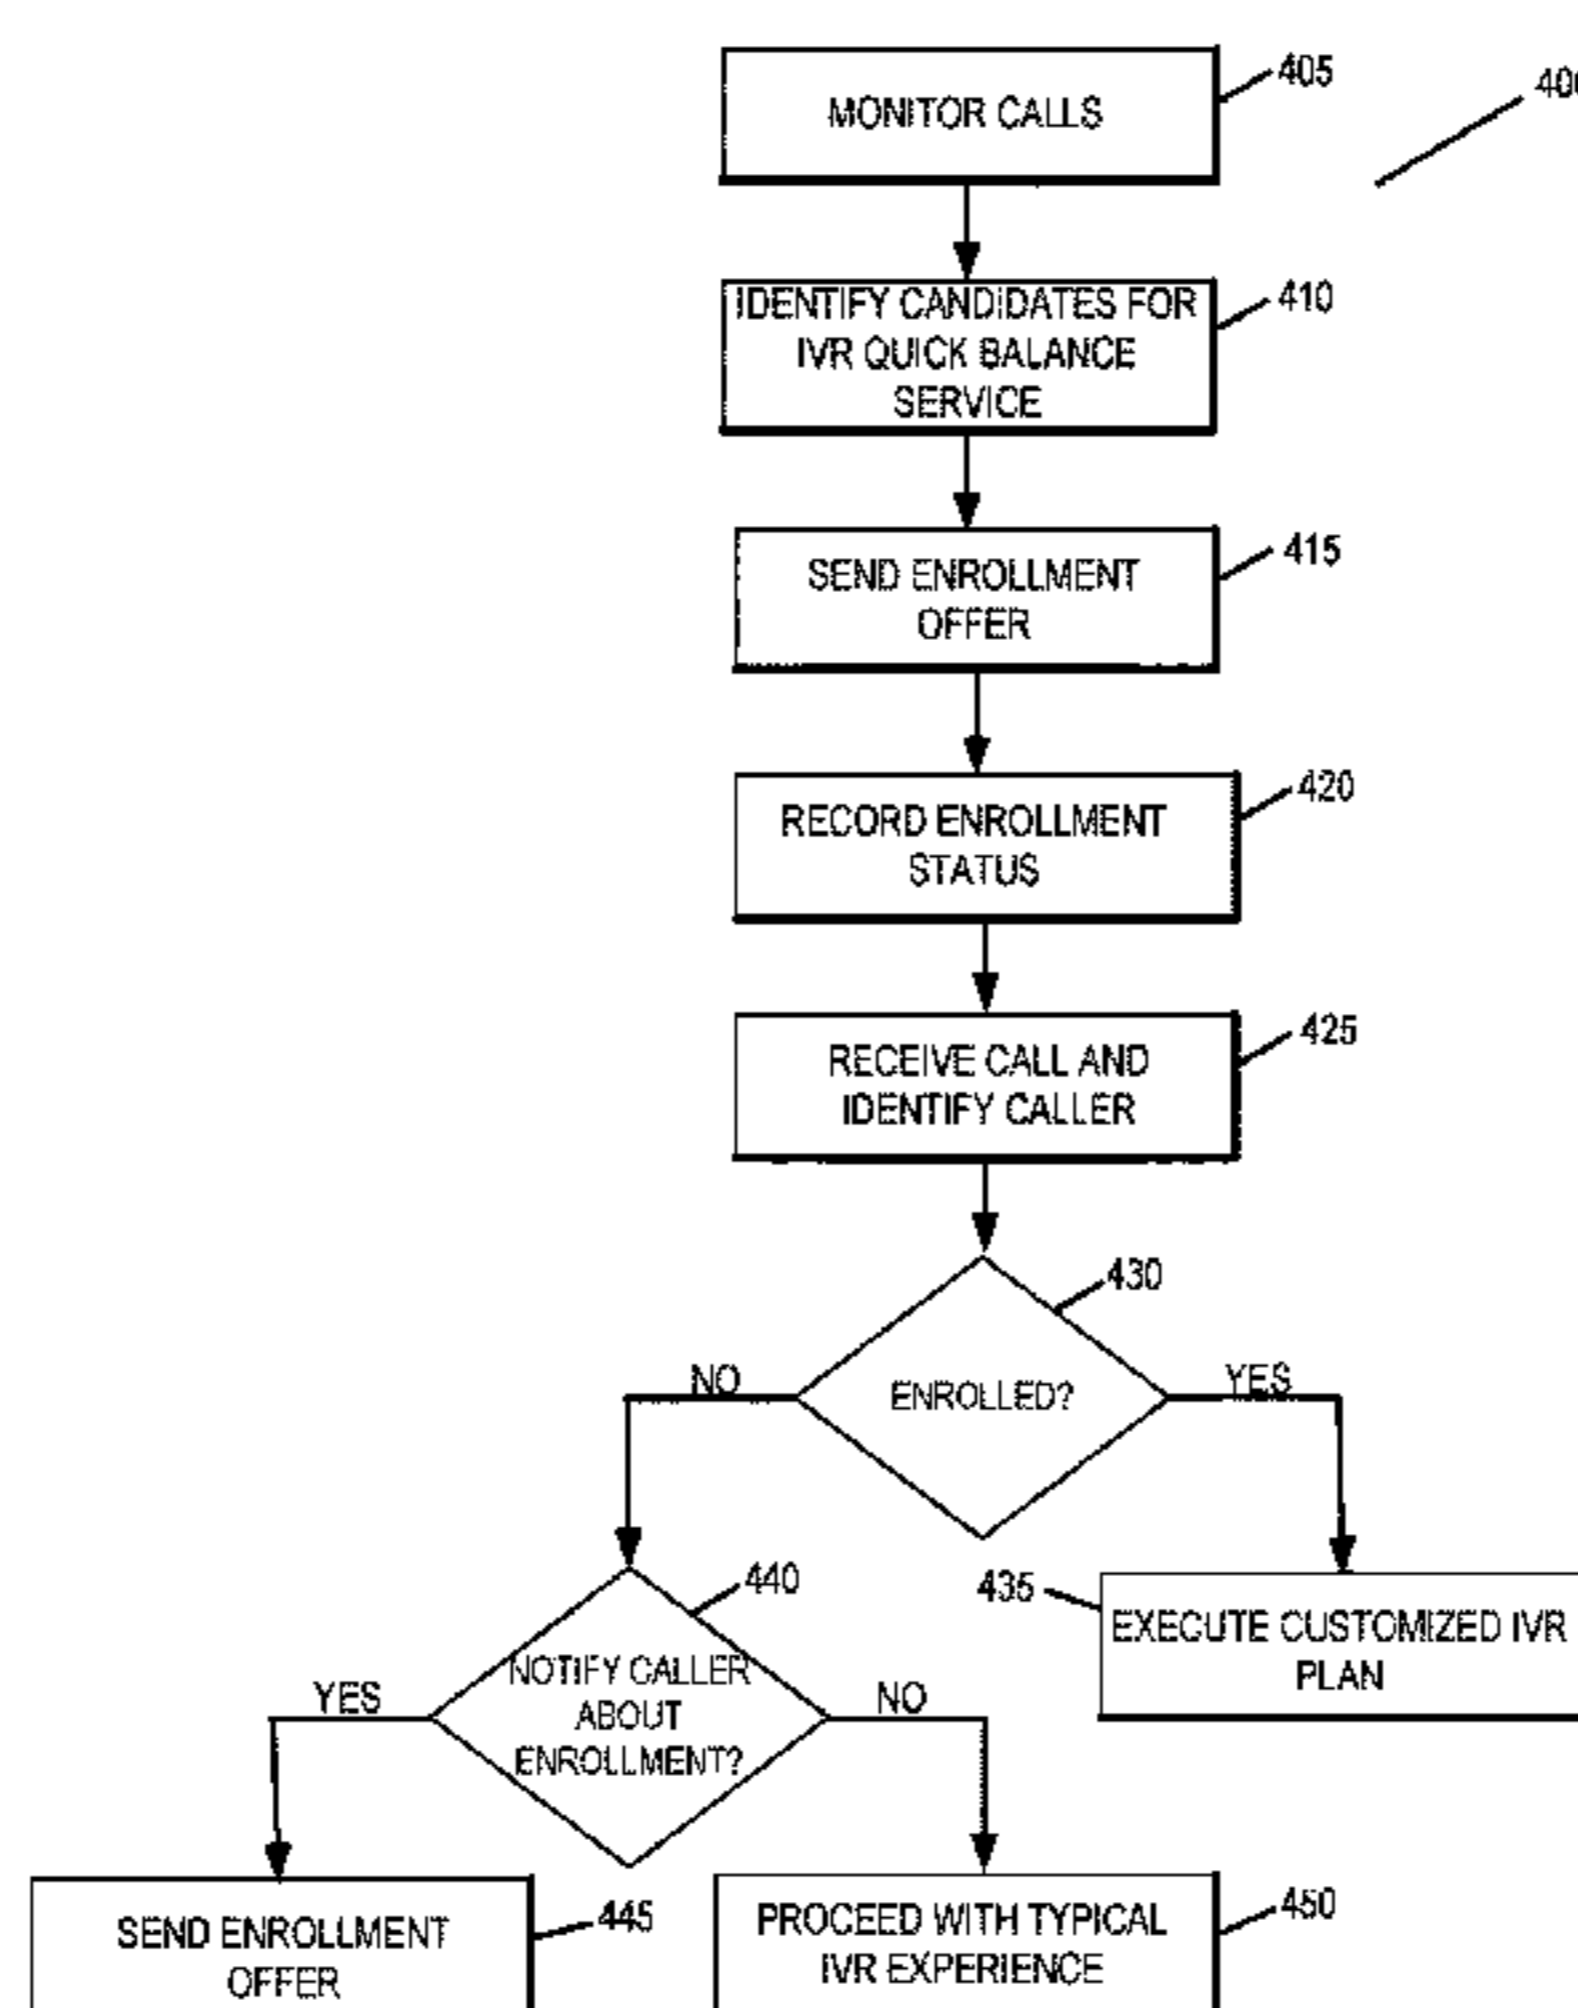 405
400
MONITOR CALLS
410
IDENTIFY CANDIDATES FOR
IVR QUICK BALANCE
SERVICE
415
SEND ENROLLMENT
OFFER
420
RECORD ENROLLMENT
STATUS
425
RECEIVE CALL AND
IDENTIFY CALLER
430
NO
ENROLLED?
YES
440
435
EXECUTE CUSTOMIZED IVR
PLAN
YES
NOTIFY CALLER
ABOUT
ENROLLMENT?
NO
445
SEND ENROLLMENT
OFFER
450
PROCEED WITH TYPICAL
IVR EXPERIENCE